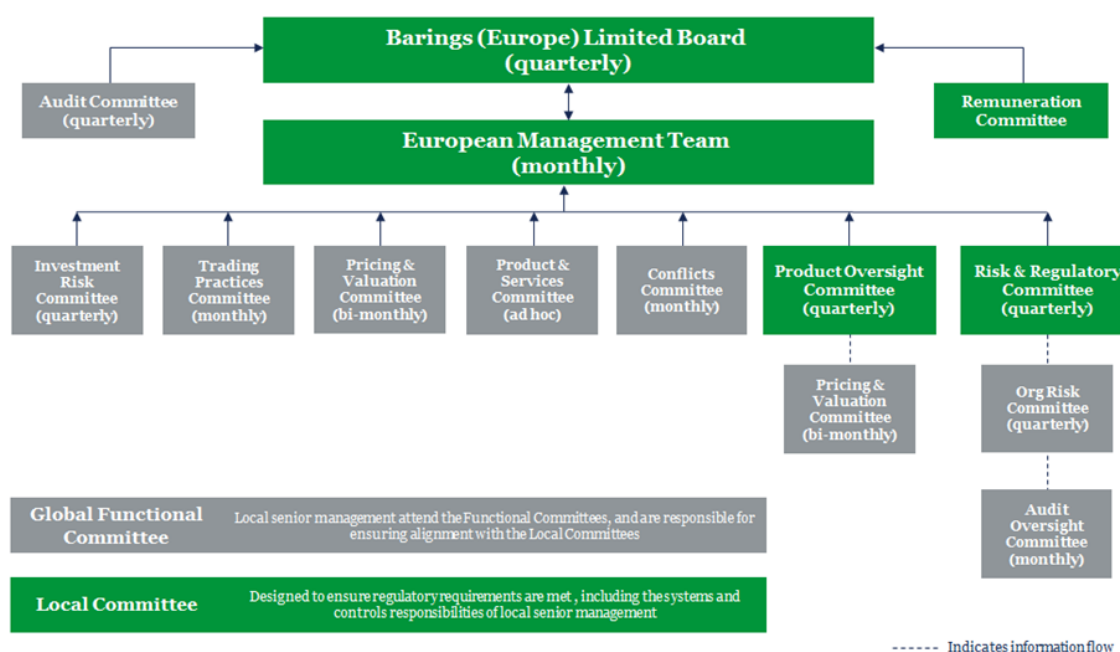 Barings (Europe) Limited Board
(quarterly)
Audit Committee
(quarterly)
Remuneration
Committee
European Management Team
(monthly)
Investment
Risk
Committee
(quarterly)
Trading
Practices
Committee
(monthly)
Pricing &
Valuation
Committee
(bi-monthly)
Product &
Services
Committee
(ad hoc)
Conflicts
Committee
(monthly)
Product Oversight
Committee
(quarterly)
Risk & Regulatory
Committee
(quarterly)
Pricing &
Valuation
Committee
(bi-monthly)
Org Risk
Committee
(quarterly)
Audit
Oversight
Committee
(monthly)
Global Functional
Committee
Local senior management attend the Functional Committees, and are responsible for
ensuring alignment with the Local Committees
Local Committee
Designed to ensure regulatory requirements are met , including the systems and
controls responsibilities of local senior management
Indicates information flow